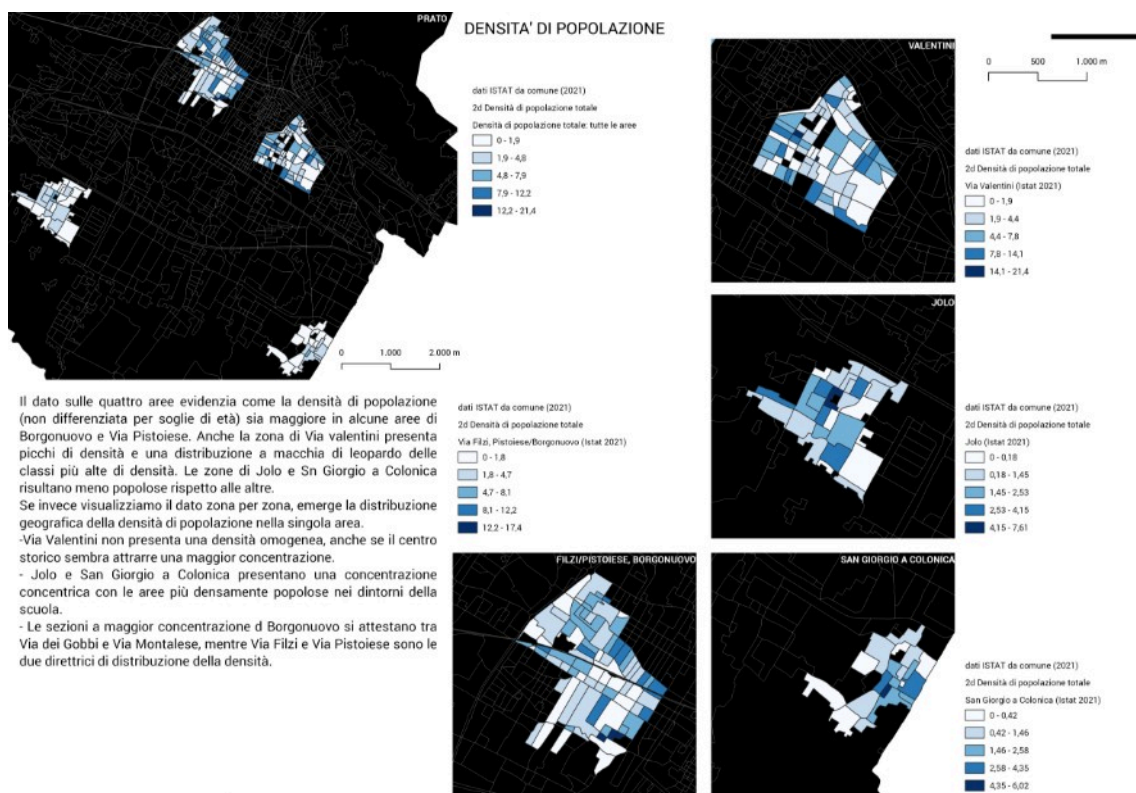 PRATO
DENSITA' DI POPOLAZIONE
dati ISTAT da comune (2021)
2d Densità di popolazione totale
Densità di popolazione totale: tutte le aree
0 - 1,9
1,9 - 4,8
4,8 - 7,9
7,9 - 12,2
12,2 - 21,4
0 1.000 2.000 m
VALENTINI
0 500 1.000 m
dati ISTAT da comune (2021)
2d Densità di popolazione totale
Via Valentini (Istat 2021)
0 - 1,9
1,9 - 4,4
4,4 - 7,8
7,8 - 14,1
14,1 - 21,4
Il dato sulle quattro aree evidenzia come la densità di popolazione
(non differenziata per soglie di età) sia maggiore in alcune aree di
Borgonuovo e Via Pistoiese. Anche la zona di Via valentini presenta
picchi di densità e una distribuzione a macchia di leopardo delle
classi più alte di densità. Le zone di Jolo e Sn Giorgio a Colonica
risultano meno popolose rispetto alle altre.
Se invece visualizziamo il dato zona per zona, emerge la distribuzione
geografica della densità di popolazione nella singola area.
-Via Valentini non presenta una densità omogenea, anche se il centro
storico sembra attrarre una maggior concentrazione.
- Jolo e San Giorgio a Colonica presentano una concentrazione
concentrica con le aree più densamente popolose nei dintorni della
scuola.
- Le sezioni a maggior concentrazione d Borgonuovo si attestano tra
Via dei Gobbi e Via Montalese, mentre Via Filzi e Via Pistoiese sono le
due direttrici di distribuzione della densità.
dati ISTAT da comune (2021)
2d Densità di popolazione totale
Via Filzi, Pistoiese/Borgonuovo (Istat 2021)
0 - 1,8
1,8 - 4,7
4,7 - 8,1
8,1 - 12,2
12,2 - 17,4
JOLO
dati ISTAT da comune (2021)
2d Densità di popolazione totale
Jolo (Istat 2021)
0 - 0,18
0,18 - 1,45
1,45 - 2,53
2,53 - 4,15
4,15 - 7,61
FILZI/PISTOIESE, BORGONUOVO
SAN GIORGIO A COLONICA
dati ISTAT da comune (2021)
2d Densità di popolazione totale
San Giorgio a Colonica (Istat 2021)
0 - 0,42
0,42 - 1,46
1,46 - 2,58
2,58 - 4,35
4,35 - 6,02